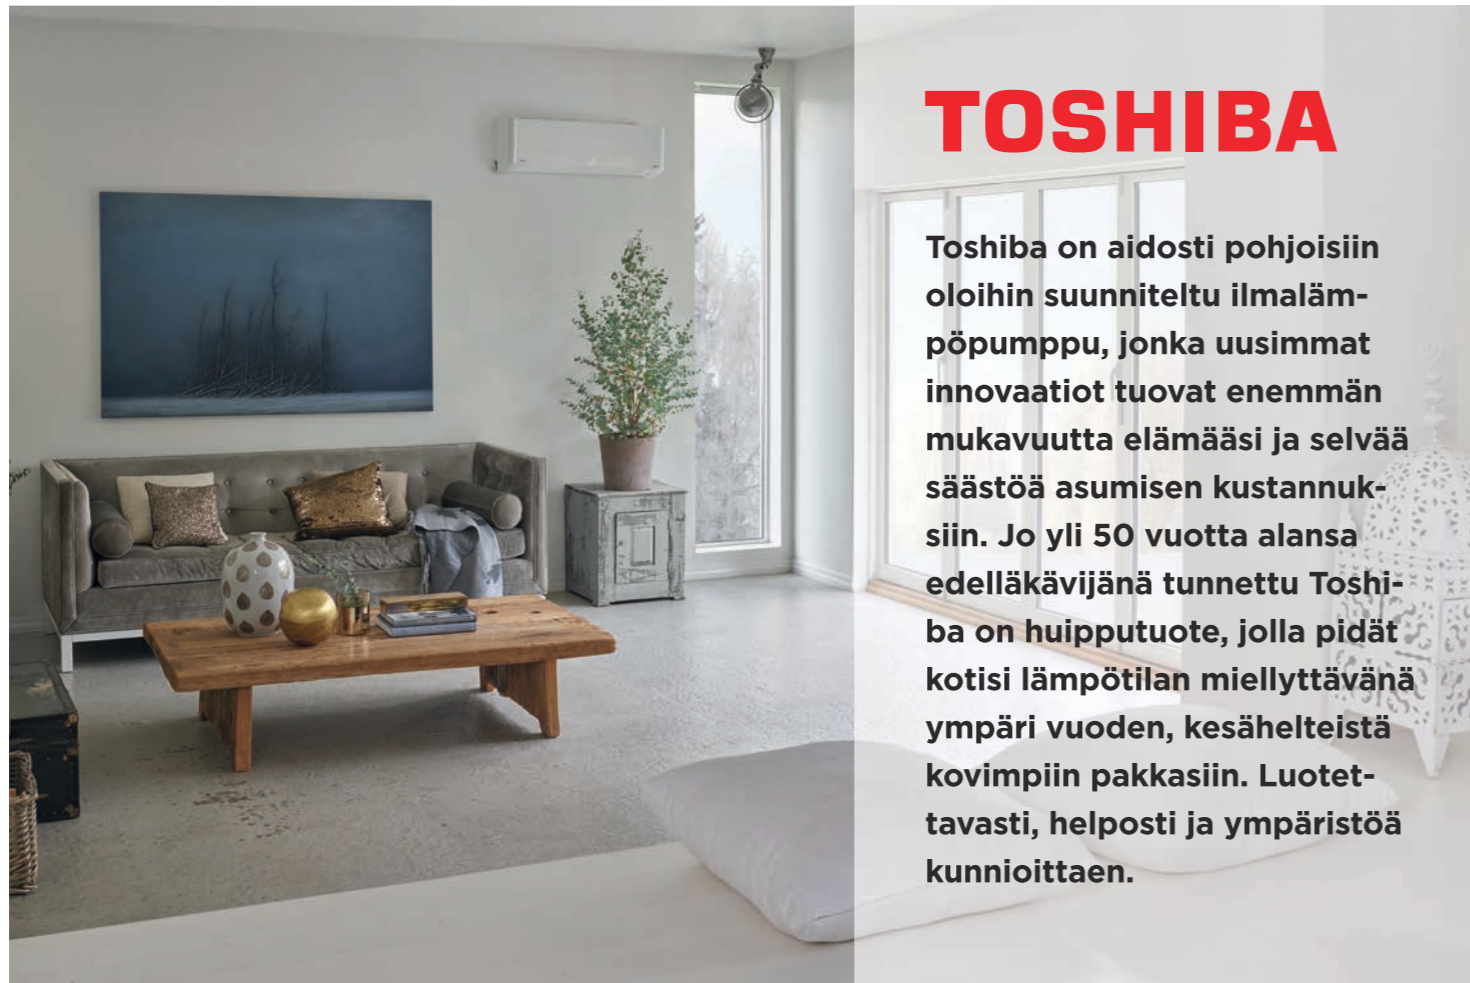 TOSHIBA
Toshiba on aidosti pohjoisiin
oloihin suunniteltu ilmaläm-
pöpumppu, jonka uusimmat
innovaatiot tuovat enemmän
mukavuutta elämääsi ja selvää
säästöä asumisen kustannuk-
siin. Jo yli 50 vuotta alansa
edelläkävijänä tunnettu Toshi-
ba on huipputuote, jolla pidät
kotisi lämpötilan miellyttävänä
ympäri vuoden, kesähelteistä
kovimpiin pakkasiin. Luotet-
tavasti, helposti ja ympäristöä
kunnioittaen.